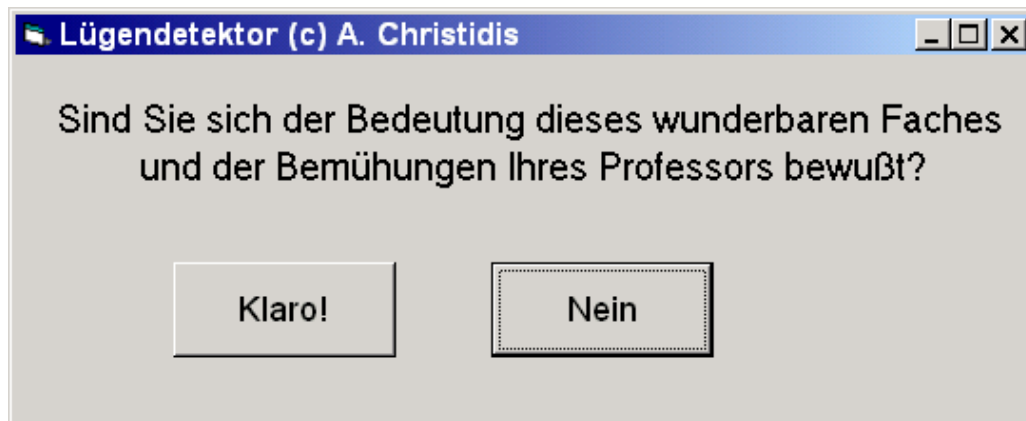 Lügendetektor (c) A. Christidis
Sind Sie sich der Bedeutung dieses wunderbaren Faches
und der Bemühungen Ihres Professors bewußt?
Klaro!
Nein